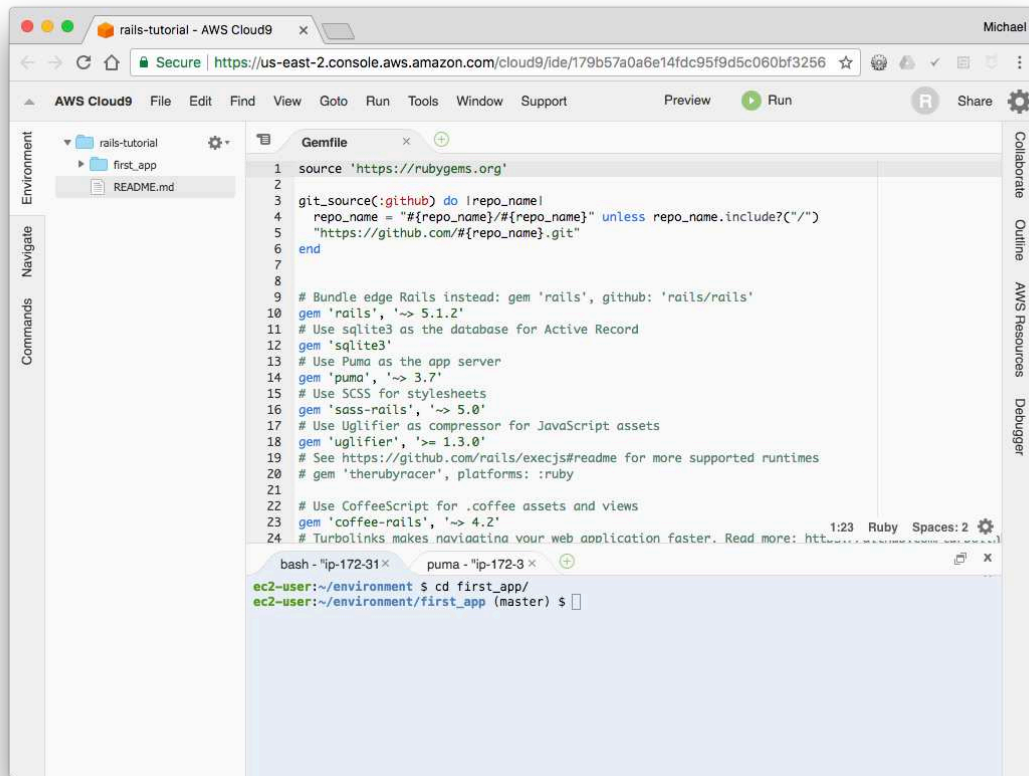 rails-tutorial - AWS Cloud9
Michael
Secure https://us-east-2.console.aws.amazon.com/cloud9/ide/179b57a0a6e14fdc95f9d5c060bf3256
AWS Cloud9 File Edit Find View Goto Run Tools Window Support Preview Run R Share
Environment
Navigate
Commands
rails-tutorial
first_app
README.md
Gemfile
1 source 'https://rubygems.org'
2
3 git_source(:github) do |repo_name|
4 repo_name = "#{repo_name}/#{repo_name}" unless repo_name.include?("/")
5 "https://github.com/#{repo_name}.git"
6 end
7
8
9 # Bundle edge Rails instead: gem 'rails', github: 'rails/rails'
10 gem 'rails', '~> 5.1.2'
11 # Use sqlite3 as the database for Active Record
12 gem 'sqlite3'
13 # Use Puma as the app server
14 gem 'puma', '~> 3.7'
15 # Use SCSS for stylesheets
16 gem 'sass-rails', '~> 5.0'
17 # Use Uglifier as compressor for JavaScript assets
18 gem 'uglifier', '>= 1.3.0'
19 # See https://github.com/rails/execjs#readme for more supported runtimes
20 # gem 'therubyracer', platforms: :ruby
21
22 # Use CoffeeScript for .coffee assets and views
23 gem 'coffee-rails', '~> 4.2'
24 # Turbolinks makes navigating your web application faster. Read more:
1:23 Ruby Spaces: 2
Collaborate
Outline
AWS Resources
Debugger
bash - "ip-172-31 puma - "ip-172-3
ec2-user:~/environment $ cd first_app/
ec2-user:~/environment/first_app (master) $